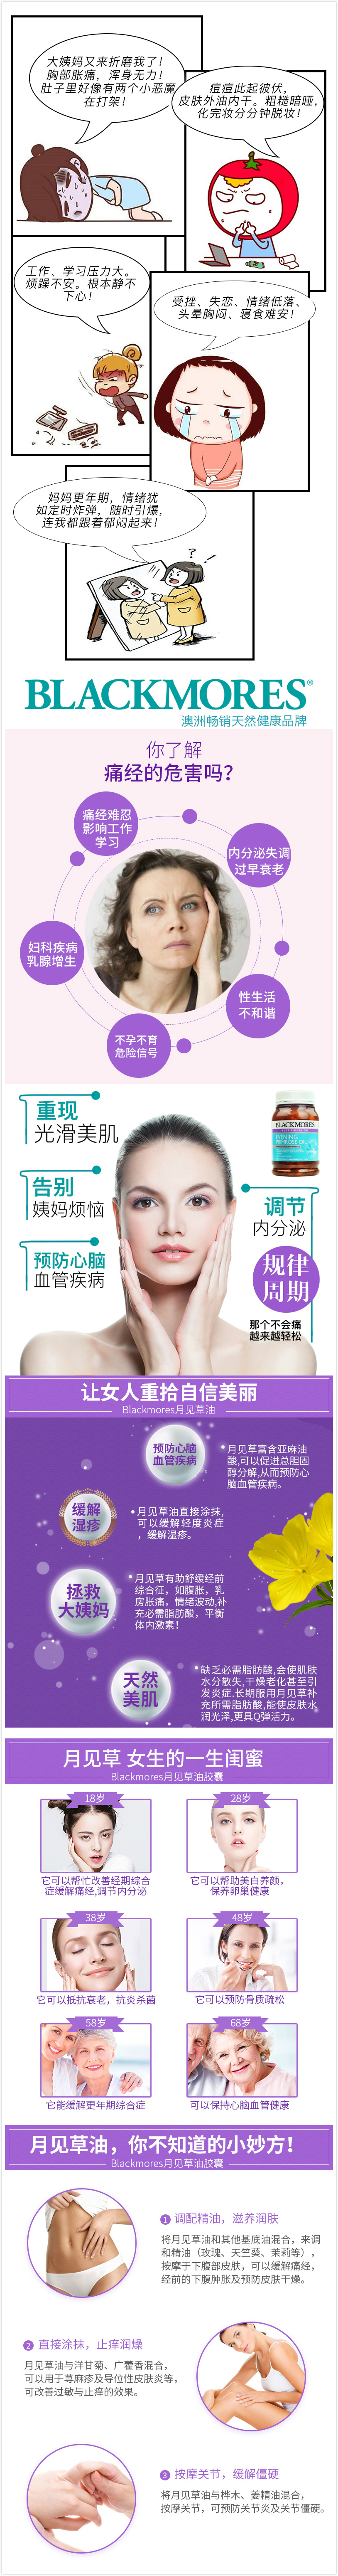 大姨妈又来折磨我了！
胸部胀痛，浑身无力！
肚子里好像有两个小恶魔
在打架！
痘痘此起彼伏，
皮肤外油内干。粗糙暗哑，
化完妆分分钟脱妆！
工作、学习压力大。
烦躁不安。根本静不
下心！
受挫、失恋、情绪低落、
头晕胸闷、寝食难安！
妈妈更年期，情绪犹
如定时炸弹，随时引爆，
连我都跟着郁闷起来！
? !
BLACKMORES®
澳洲畅销天然健康品牌
你了解
痛经的危害吗？
痛经难忍
影响工作
学习
内分泌失调
过早衰老
妇科疾病
乳腺增生
性生活
不和谐
不孕不育
危险信号
重现
光滑美肌
告别
姨妈烦恼
预防心脑
血管疾病
BLACKMORES
EVENING
PRIMROSE OIL
调节
内分泌
规律
周期
那个不会痛
越来越轻松
让女人重拾自信美丽
Blackmores月见草油
预防心脑
血管疾病
月见草富含亚麻油
酸,可以促进总胆固
醇分解,从而预防心
脑血管疾病。
缓解
湿疹
月见草油直接涂抹,
可以缓解轻度炎症
，缓解湿疹。
拯救
大姨妈
月见草有助舒缓经前
综合征，如腹胀，乳
房胀痛，情绪波动,补
充必需脂肪酸，平衡
体内激素！
天然
美肌
缺乏必需脂肪酸,会使肌肤
水分散失,干燥老化甚至引
发炎症.长期服用月见草补
充所需脂肪酸,能使皮肤水
润光泽,更具Q弹活力。
月见草 女生的一生闺蜜
Blackmores月见草油胶囊
18岁
28岁
它可以帮忙改善经期综合
症缓解痛经,调节内分泌
它可以帮助美白养颜，
保养卵巢健康
38岁
48岁
它可以抵抗衰老，抗炎杀菌
它可以预防骨质疏松
58岁
68岁
它能缓解更年期综合症
可以保持心脑血管健康
月见草油，你不知道的小妙方！
Blackmores月见草油胶囊
1 调配精油，滋养润肤
将月见草油和其他基底油混合，来调
和精油（玫瑰、天竺葵、茉莉等），
按摩于下腹部皮肤，可以缓解痛经，
经前的下腹肿胀及预防皮肤干燥。
2 直接涂抹，止痒润燥
月见草油与洋甘菊、广藿香混合，
可以用于荨麻疹及导位性皮肤炎等，
可改善过敏与止痒的效果。
3 按摩关节，缓解僵硬
将月见草油与桦木、姜精油混合，
按摩关节，可预防关节炎及关节僵硬。